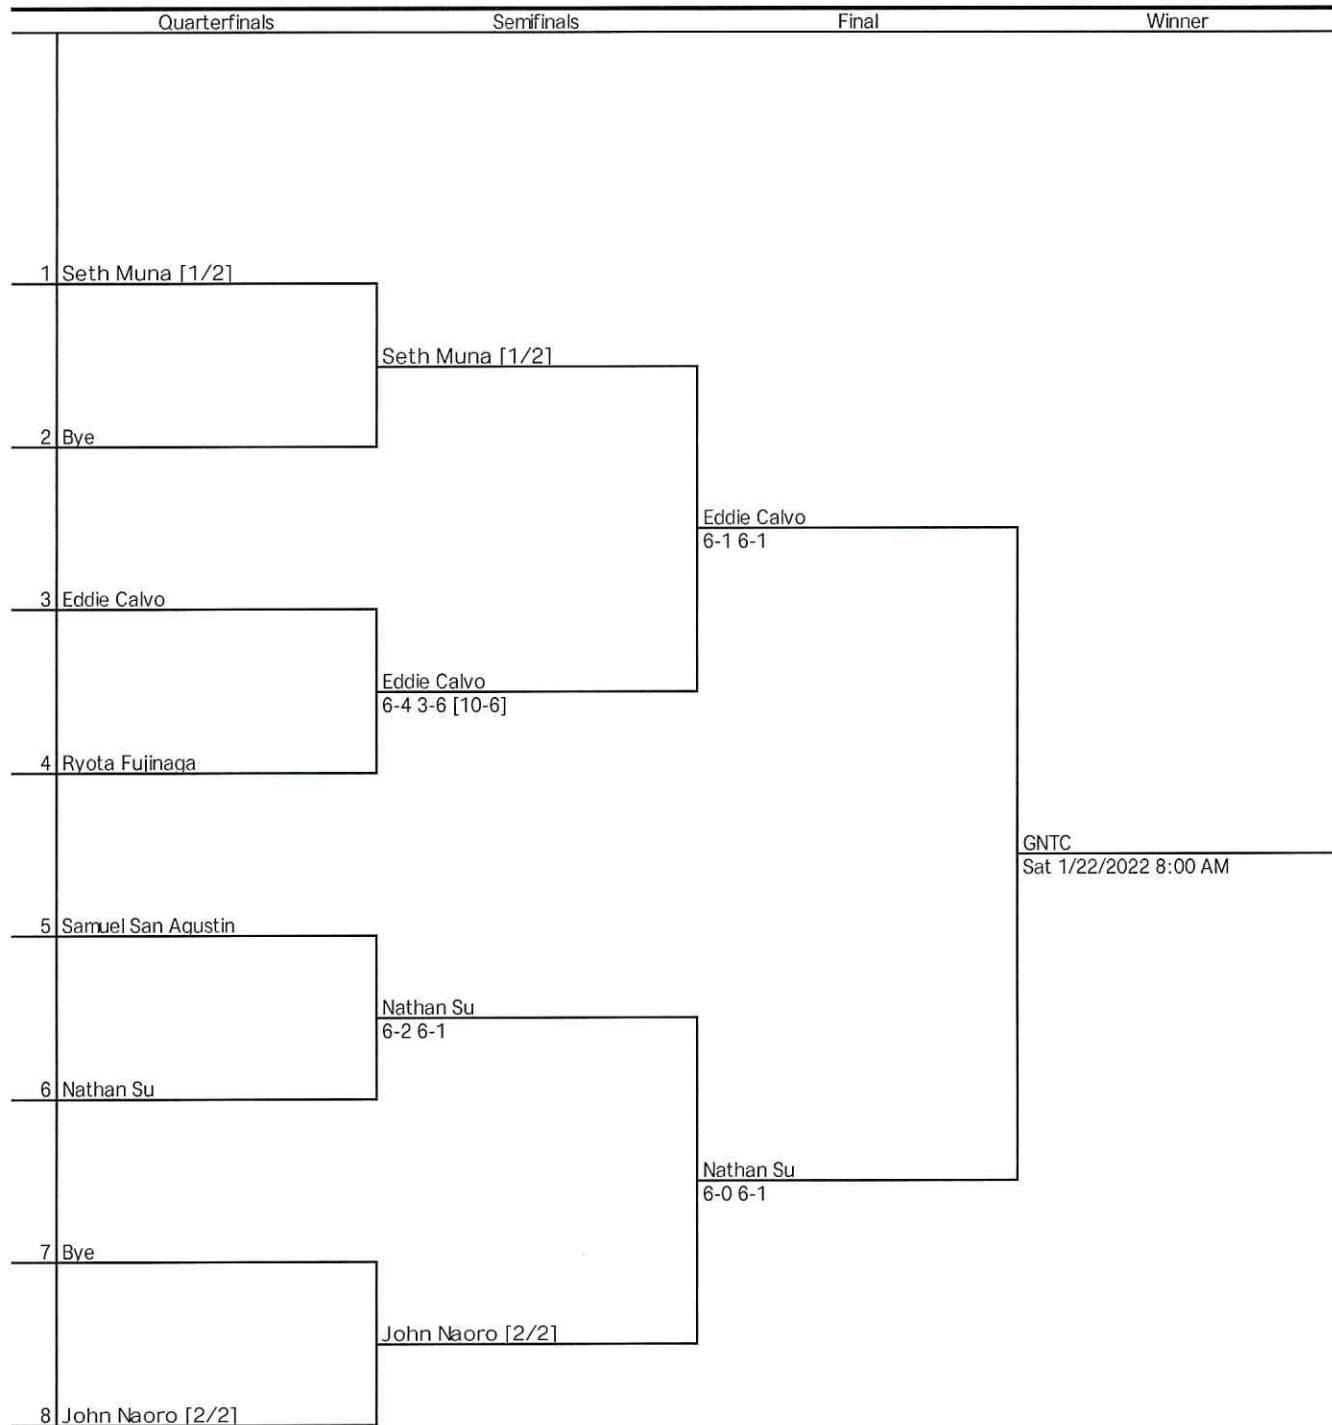 Quarterfinals Semifinals Final Winner
1 Seth Muna [1/2]
Seth Muna [1/2]
2 Bye
Eddie Calvo
6-1 6-1
3 Eddie Calvo
Eddie Calvo
6-4 3-6 [10-6]
4 Ryota Fujinaga
GNTC
Sat 1/22/2022 8:00 AM
5 Samuel San Agustin
Nathan Su
6-2 6-1
6 Nathan Su
Nathan Su
6-0 6-1
7 Bye
John Naoro [2/2]
8 John Naoro [2/2]